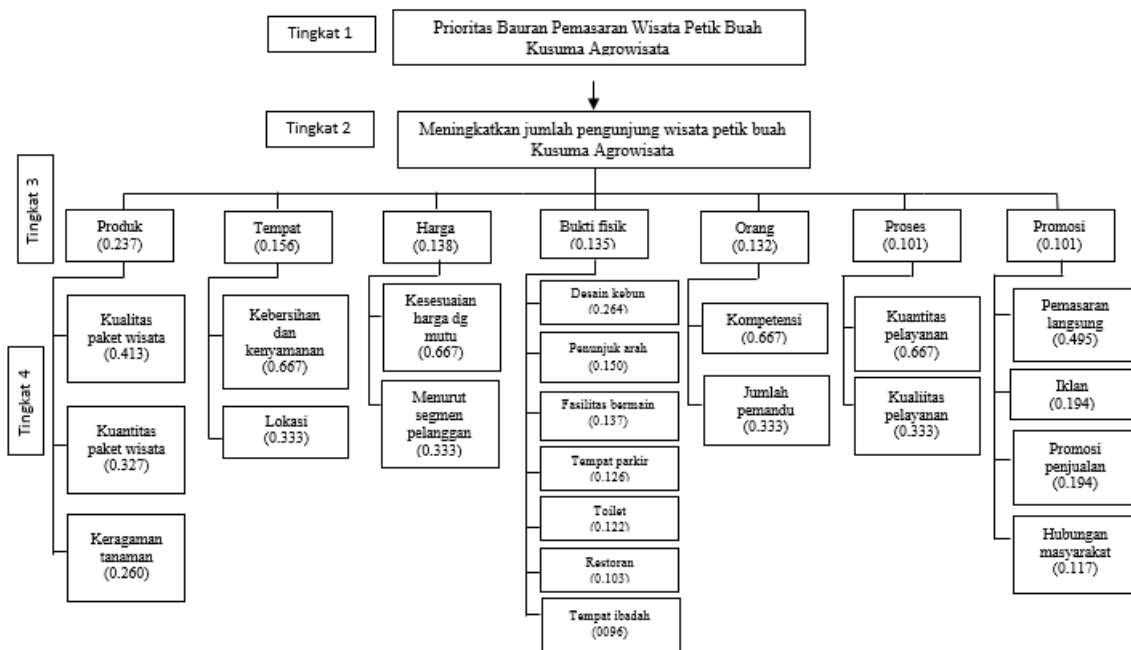 Tingkat 1
Prioritas Bauran Pemasaran Wisata Petik Buah
Kusuma Agrowisata
Tingkat 2
Meningkatkan jumlah pengunjung wisata petik buah
Kusuma Agrowisata
Tingkat 3
Produk
(0.237)
Tempat
(0.156)
Harga
(0.138)
Bukti fisik
(0.135)
Orang
(0.132)
Proses
(0.101)
Promosi
(0.101)
Tingkat 4
Kualitas
paket wisata
(0.413)
Kuantitas
paket wisata
(0.327)
Keragaman
tanaman
(0.260)
Kebersihan
dan
kenyamanan
(0.667)
Lokasi
(0.333)
Kesesuaian
harga dg
mutu
(0.667)
Menurut
segmen
pelanggan
(0.333)
Desain kebun
(0.264)
Penunjuk arah
(0.150)
Fasilitas bermain
(0.137)
Tempat parkir
(0.126)
Toilet
(0.122)
Restoran
(0.103)
Tempat ibadah
(0096)
Kompetensi
(0.667)
Jumlah
pemandu
(0.333)
Kuantitas
pelayanan
(0.667)
Kualiitas
pelayanan
(0.333)
Pemasaran
langsung
(0.495)
Iklan
(0.194)
Promosi
penjualan
(0.194)
Hubungan
masyarakat
(0.117)